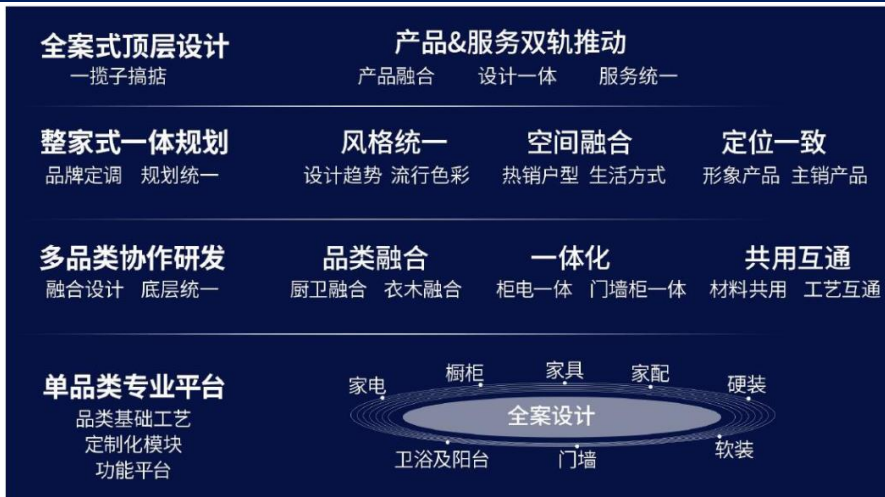 全案式顶层设计
一揽子搞掂
产品&服务双轨推动
产品融合 设计一体 服务统一
整家式一体规划
品牌定调 规划统一
风格统一 空间融合 定位一致
设计趋势 流行色彩 热销户型 生活方式 形象产品 主销产品
多品类协作研发
融合设计 底层统一
品类融合 一体化 共用互通
厨卫融合 衣木融合 柜电一体 门墙柜一体 材料共用 工艺互通
单品类专业平台
品类基础工艺
定制化模块
功能平台
家电 橱柜 家具 家配 硬装
全案设计
卫浴及阳台 门墙 软装